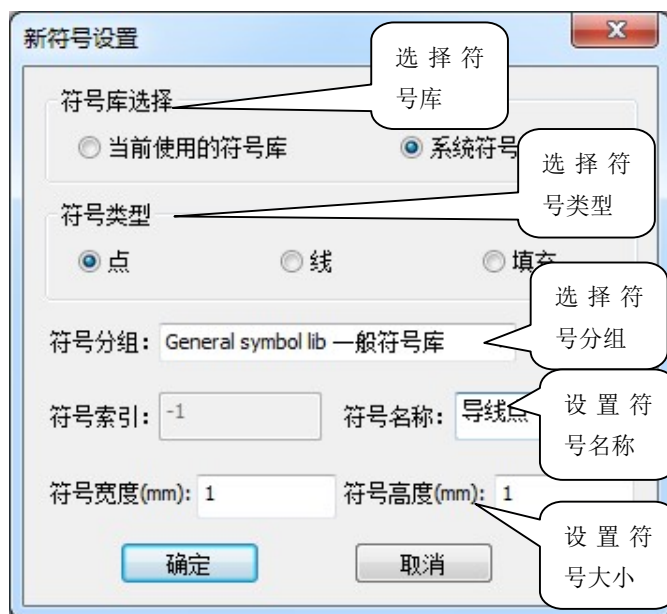 新符号设置
选择符
号库
符号库选择
当前使用的符号库 系统符号
选择符
号类型
符号类型
点 线 填充
选择符
号分组
符号分组: General symbol lib 一般符号库
设置符
号名称
符号索引: -1 符号名称: 导线点
符号宽度(mm): 1 符号高度(mm): 1
设置符
号大小
确定 取消